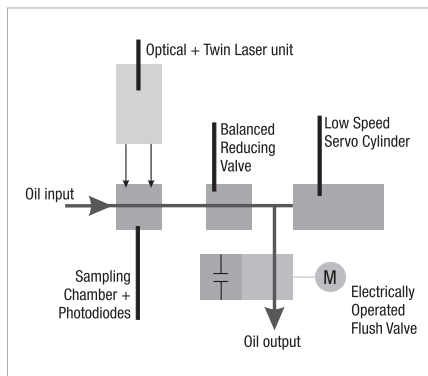 Optical + Twin Laser unit
Balanced
Reducing
Valve
Low Speed
Servo Cylinder
Oil input
Sampling
Chamber +
Photodiodes
M
Electrically
Operated
Flush Valve
Oil output